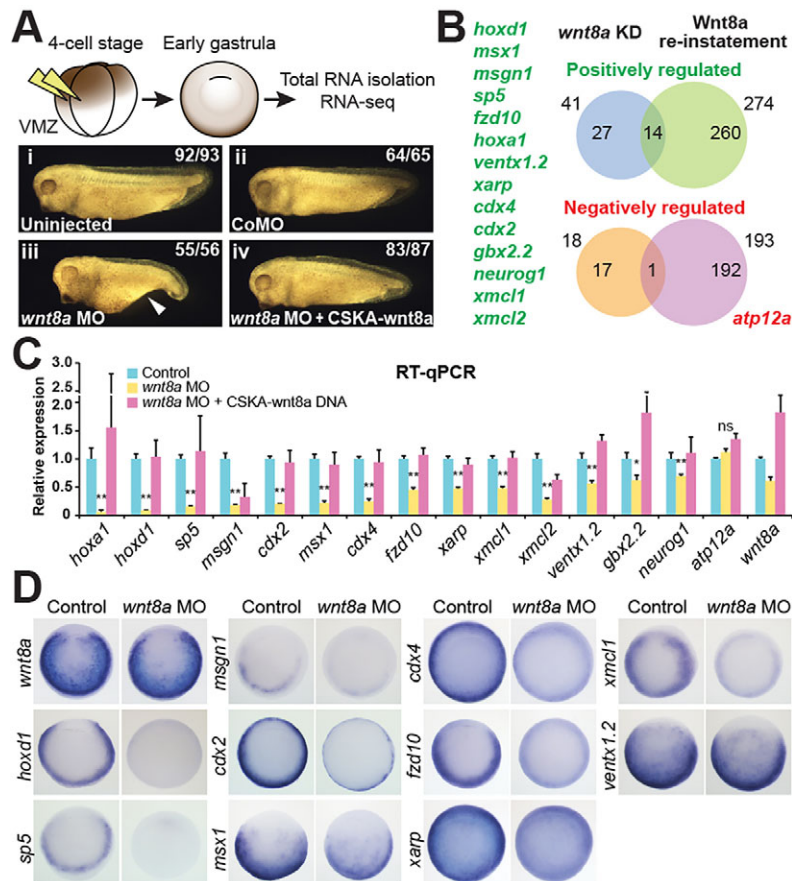 A
4-cell stage
Early gastrula
VMZ
Total RNA isolation
RNA-seq
i
92/93
Uninjected
ii
64/65
CoMO
iii
55/56
wnt8a MO
iv
83/87
wnt8a MO + CSKA-wnt8a
B
hoxd1
msx1
msgn1
sp5
fzd10
hoxa1
ventx1.2
xarp
cdx4
cdx2
gbx2.2
neurog1
xmcl1
xmcl2
wnt8a KD
Wnt8a
re-instatement
Positively regulated
41
27
14
260
274
Negatively regulated
18
17
1
192
193
atp12a
C
RT-qPCR
Control
wnt8a MO
wnt8a MO + CSKA-wnt8a DNA
Relative expression
3.0
2.5
2.0
1.5
1.0
0.5
0
**
**
**
**
**
**
**
**
**
**
**
**
*
**
ns
hoxa1
hoxd1
sp5
msgn1
cdx2
msx1
cdx4
fzd10
xarp
xmcl1
xmcl2
ventx1.2
gbx2.2
neurog1
atp12a
wnt8a
D
Control wnt8a MO Control wnt8a MO Control wnt8a MO Control wnt8a MO
wnt8a
msgn1
cdx4
xmcl1
hoxd1
cdx2
fzd10
ventx1.2
sp5
msx1
xarp